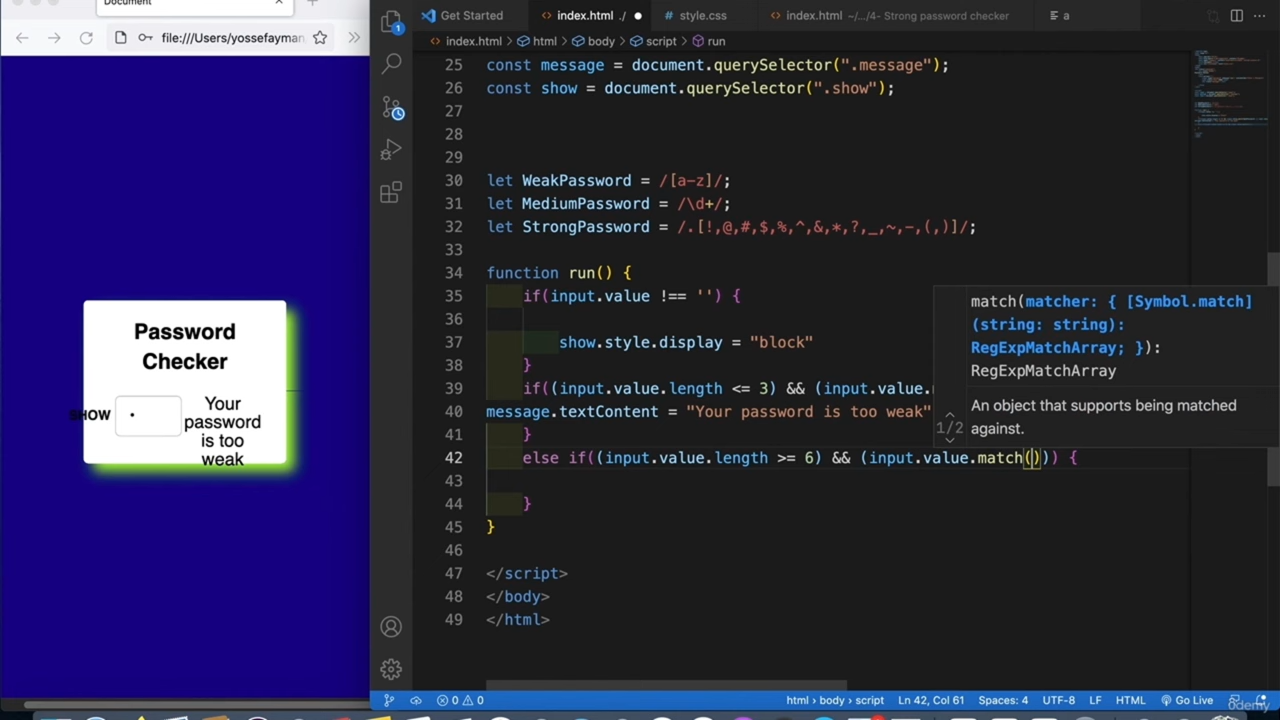 Document
file:///Users/yossefayman
Password
Checker
SHOW
Your
password
is too
weak
Get Started
index.html ./
style.css
index.html ~/.../4- Strong password checker
a
index.html > html > body > script > run
25 const message = document.querySelector(".message");
26 const show = document.querySelector(".show");
27
28
29
30 let WeakPassword = /[a-z]/;
31 let MediumPassword = /\d+/;
32 let StrongPassword = /.[!,@,#,$,%,^,&,*,?,_,~,-,(,)]/;
33
34 function run() {
35 if(input.value !== '') {
36
37 show.style.display = "block"
38 }
39 if((input.value.length <= 3) && (input.value.
40 message.textContent = "Your password is too weak"
41 }
42 else if((input.value.length >= 6) && (input.value.match())) {
43
44 }
45 }
46
47 </script>
48 </body>
49 </html>
match(matcher: { [Symbol.match]
(string: string):
RegExpMatchArray; }):
RegExpMatchArray
An object that supports being matched
against.
1/2
1
0 0
html > body > script
Ln 42, Col 61
Spaces: 4
UTF-8
LF
HTML
Go Live
udemy